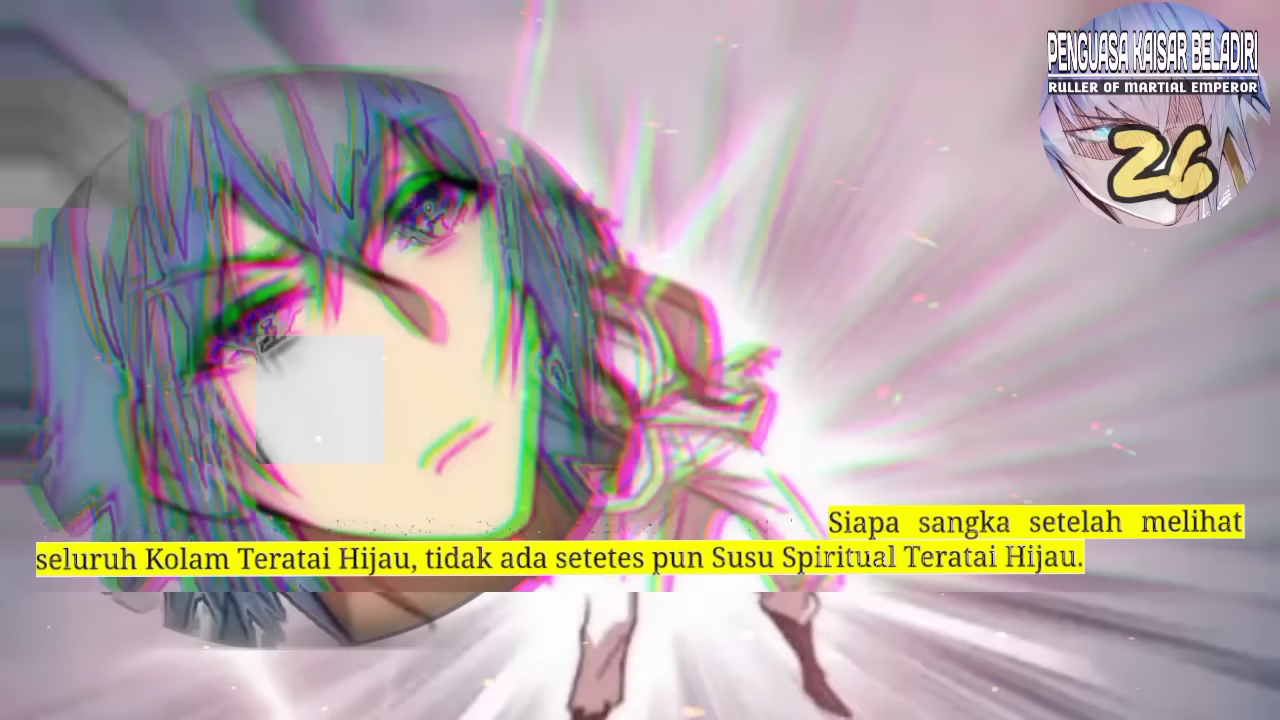 PENGUASA KAISAR BELADIRI
RULLER OF MARTIAL EMPEROR
26
Siapa sangka setelah melihat
seluruh Kolam Teratai Hijau, tidak ada setetes pun Susu Spiritual Teratai Hijau.